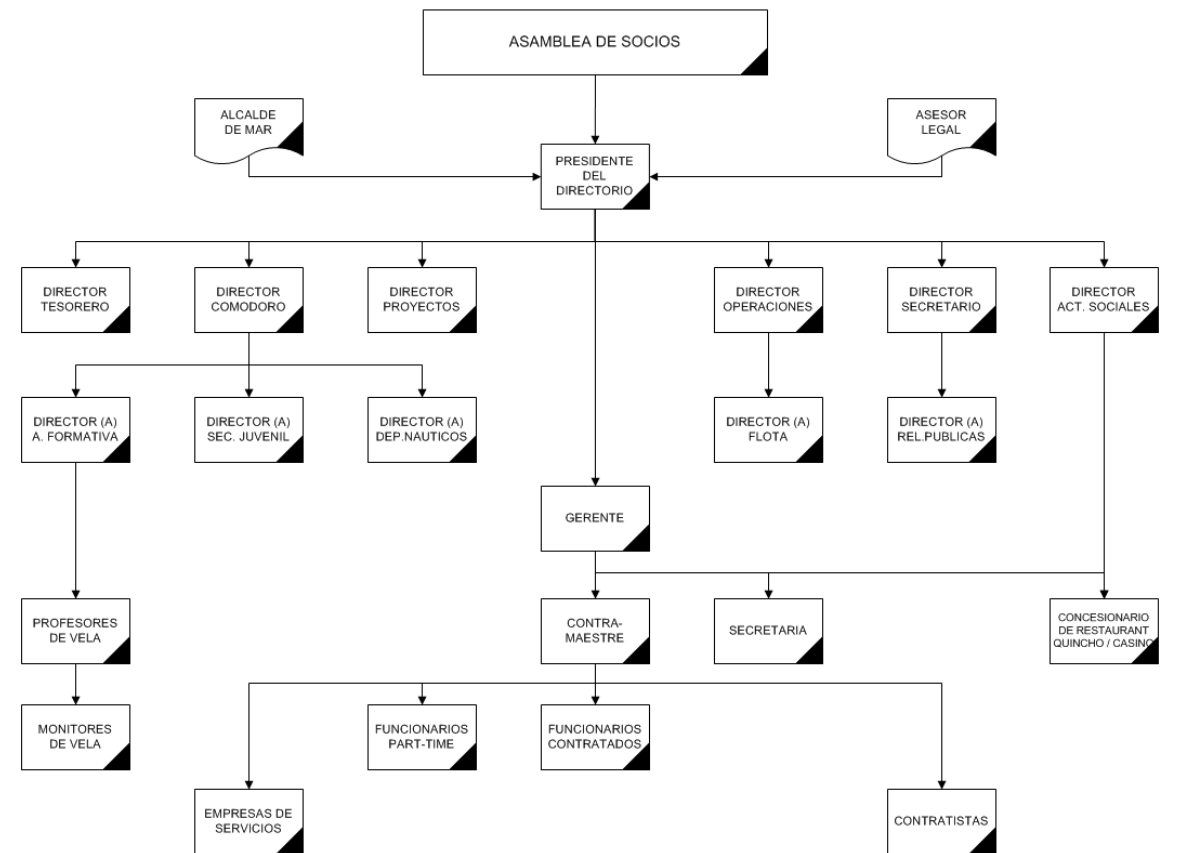 ASAMBLEA DE SOCIOS
ALCALDE
DE MAR
ASESOR
LEGAL
PRESIDENTE
DEL
DIRECTORIO
DIRECTOR
TESORERO
DIRECTOR
COMODORO
DIRECTOR
PROYECTOS
DIRECTOR
OPERACIONES
DIRECTOR
SECRETARIO
DIRECTOR
ACT. SOCIALES
DIRECTOR (A)
A. FORMATIVA
DIRECTOR (A)
SEC. JUVENIL
DIRECTOR (A)
DEP.NAUTICOS
DIRECTOR (A)
FLOTA
DIRECTOR (A)
REL.PUBLICAS
GERENTE
PROFESORES
DE VELA
CONTRA-
MAESTRE
SECRETARIA
CONCESIONARIO
DE RESTAURANT
QUINCHO / CASINO
MONITORES
DE VELA
FUNCIONARIOS
PART-TIME
FUNCIONARIOS
CONTRATADOS
EMPRESAS DE
SERVICIOS
CONTRATISTAS